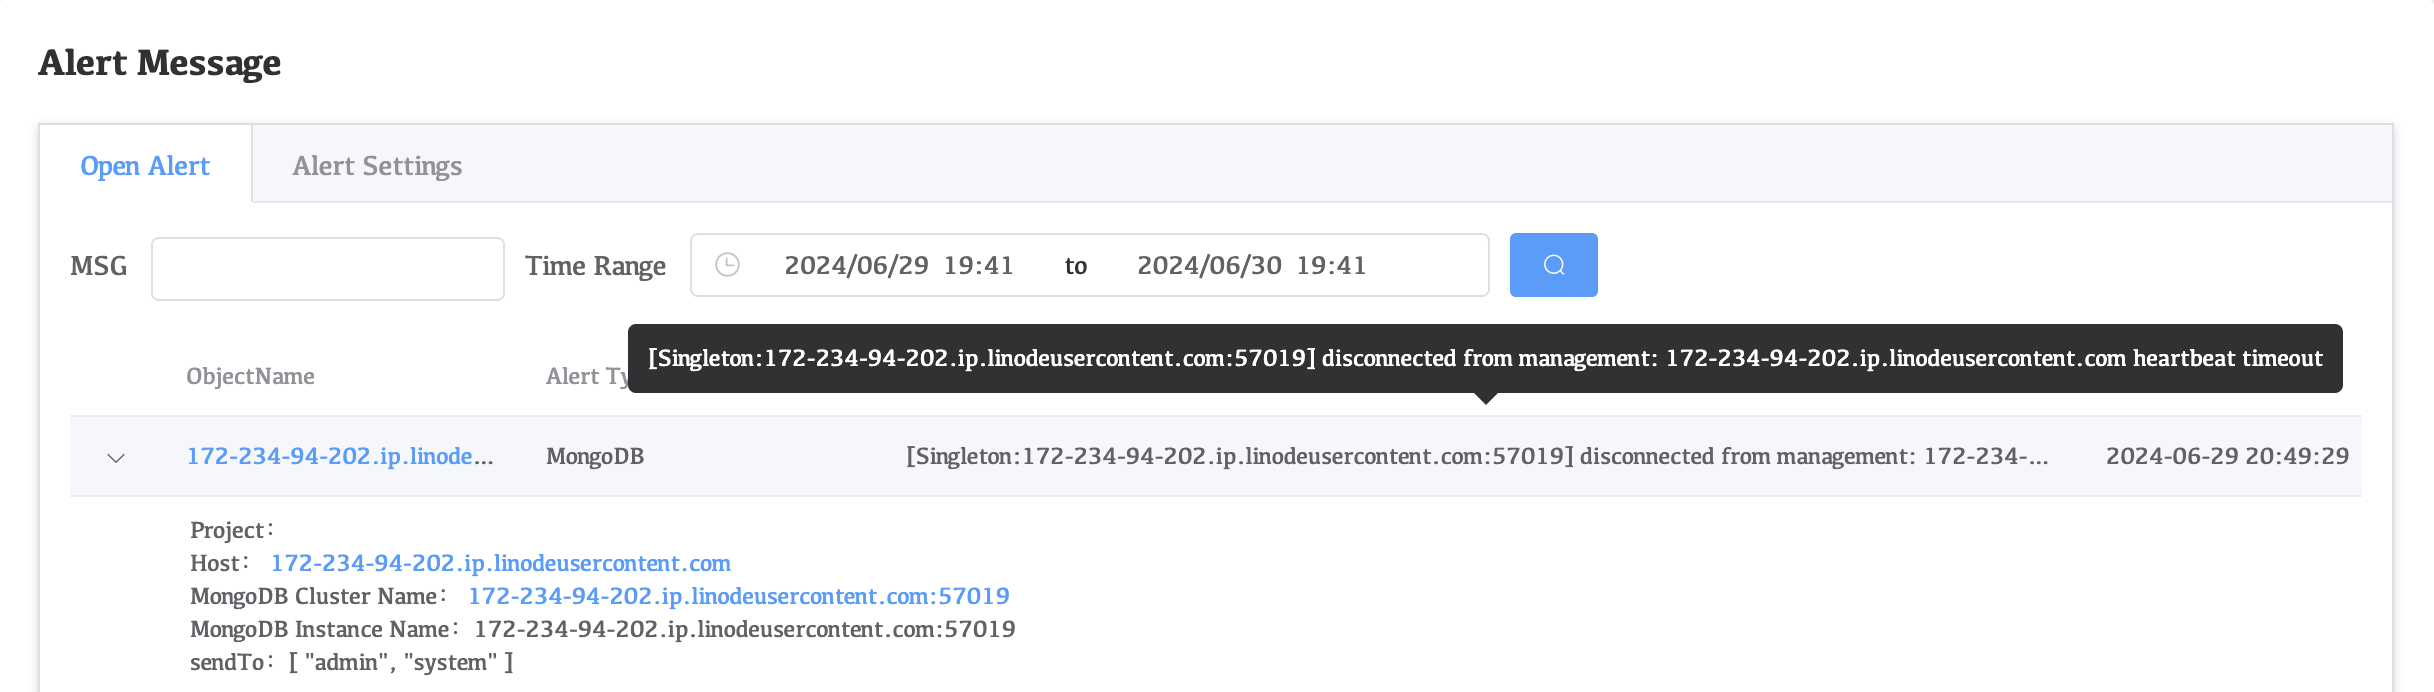 Alert Message
Open Alert
Alert Settings
MSG
Time Range
2024/06/29 19:41 to 2024/06/30 19:41
[Singleton:172-234-94-202.ip.linodeusercontent.com:57019] disconnected from management: 172-234-94-202.ip.linodeusercontent.com heartbeat timeout
ObjectName
Alert Ty
172-234-94-202.ip.linode...
MongoDB
[Singleton:172-234-94-202.ip.linodeusercontent.com:57019] disconnected from management: 172-234-...
2024-06-29 20:49:29
Project:
Host: 172-234-94-202.ip.linodeusercontent.com
MongoDB Cluster Name: 172-234-94-202.ip.linodeusercontent.com:57019
MongoDB Instance Name: 172-234-94-202.ip.linodeusercontent.com:57019
sendTo: [ "admin", "system" ]